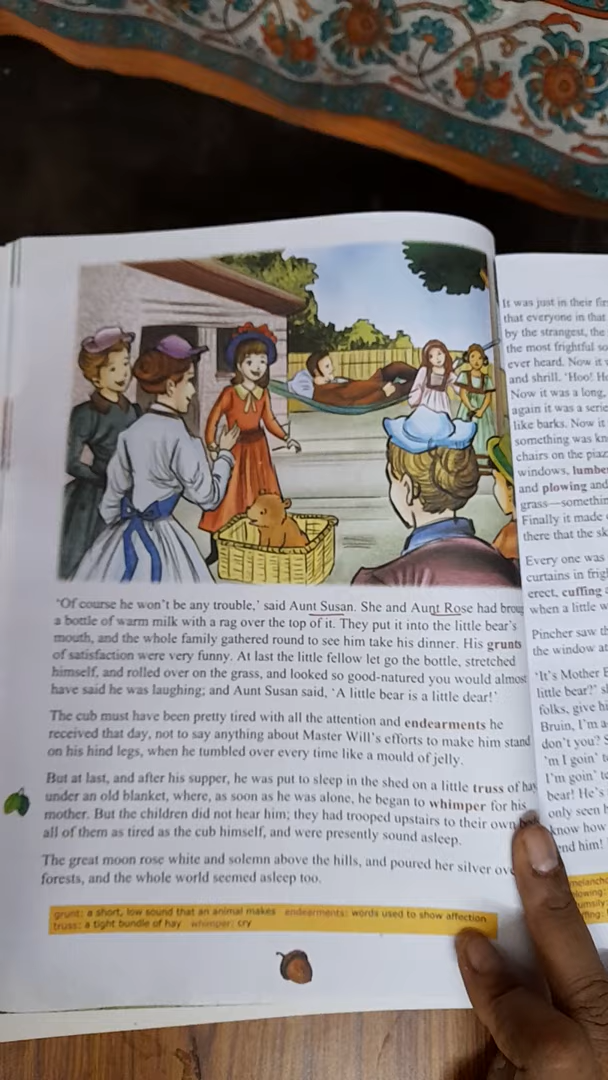 'Of course he won't be any trouble,' said Aunt Susan. She and Aunt Rose had
a bottle of warm milk with a rag over the top of it. They put it into the little bear's
mouth, and the whole family gathered round to see him take his dinner. His grunts
of satisfaction were very funny. At last the little fellow let go the bottle, stretched
himself, and rolled over on the grass, and looked so good-natured you would almost
have said he was laughing; and Aunt Susan said, 'A little bear is a little dear!'
The cub must have been pretty tired with all the attention and endearments he
received that day, not to say anything about Master Will's efforts to make him stand
on his hind legs, when he tumbled over every time like a mould of jelly.
But at last, and after his supper, he was put to sleep in the shed on a little truss of hay
under an old blanket, where, as soon as he was alone, he began to whimper for his
mother. But the children did not hear him; they had trooped upstairs to their own
all of them as tired as the cub himself, and were presently sound asleep.
The great moon rose white and solemn above the hills, and poured her silver
forests, and the whole world seemed asleep too.
grunt: a short, low sound that an animal makes endearments: words used to show affection
truss: a tight bundle of hay whimper: cry
It was just in their
that everyone in that
by the strangest, the
the most frightful
ever heard. Now it
and shrill. 'Hoo!
Now it was a long,
again it was a
like barks. Now it
something was
chairs on the
windows,
and plowing and
grass—
Finally it made
there that the
Every one was
curtains in
erect, cuffing
when a little
Pincher saw
the window
'It's Mother
little bear?'
folks, give
Bruin, I'm a
don't you?
'm I goin'
I'm goin'
bear! He's
only seen
know how
him!